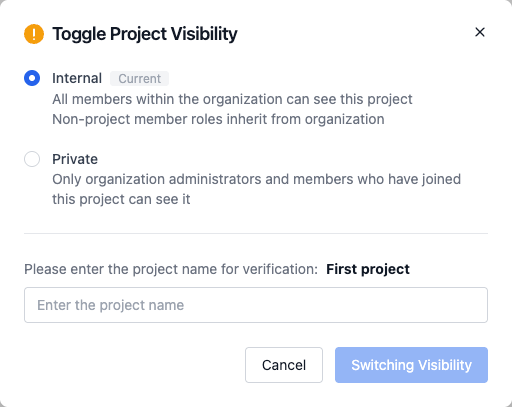 Toggle Project Visibility
Internal Current
All members within the organization can see this project
Non-project member roles inherit from organization
Private
Only organization administrators and members who have joined
this project can see it
Please enter the project name for verification: First project
Enter the project name
Cancel Switching Visibility